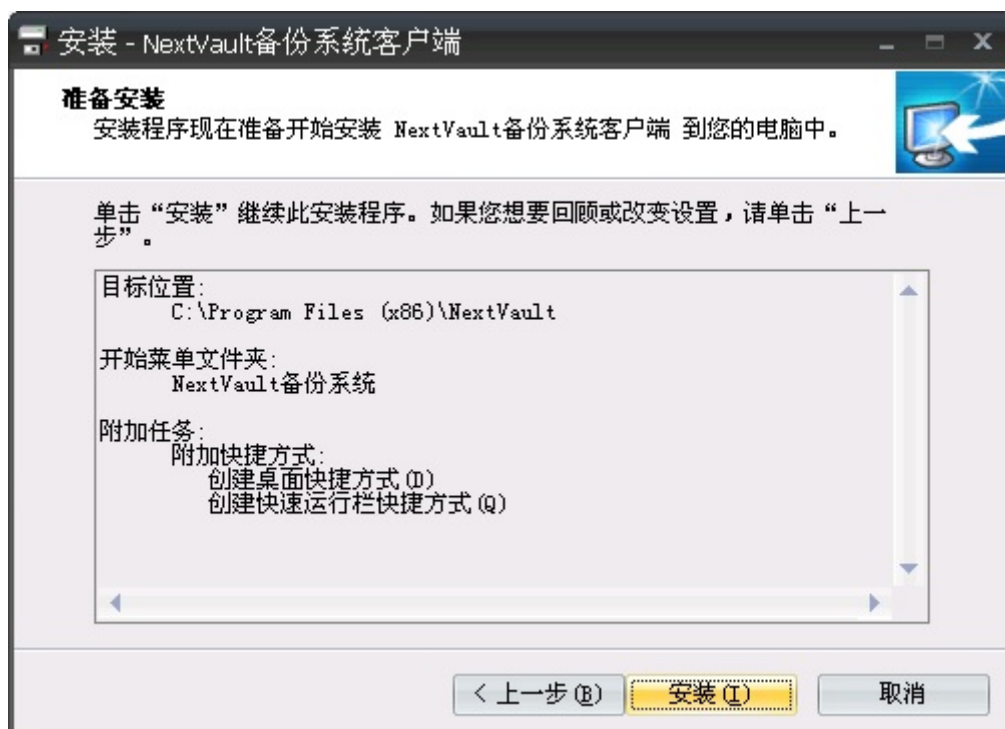 安装 - NextVault备份系统客户端
准备安装
安装程序现在准备开始安装 NextVault备份系统客户端 到您的电脑中。
单击“安装”继续此安装程序。如果您想要回顾或改变设置，请单击“上一
步”。
目标位置:
C:\Program Files (x86)\NextVault
开始菜单文件夹:
NextVault备份系统
附加任务:
附加快捷方式:
创建桌面快捷方式(D)
创建快速运行栏快捷方式(Q)
< 上一步(B) 安装(I) 取消